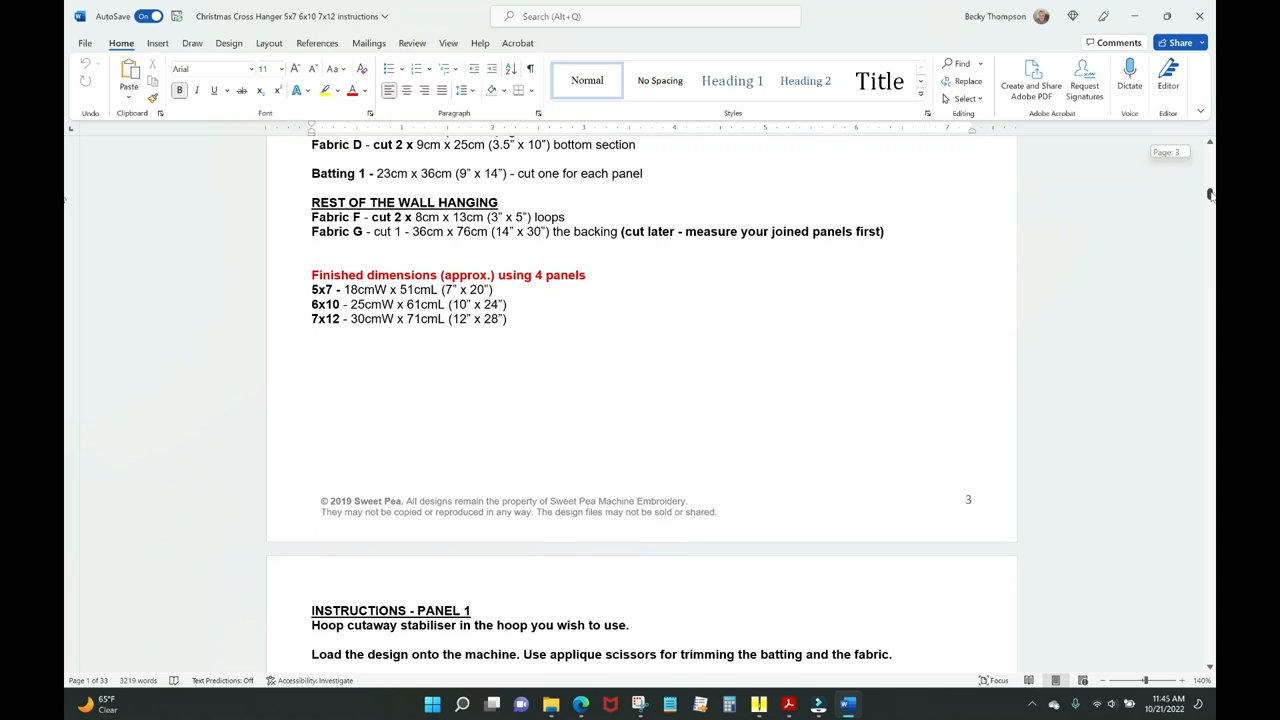 AutoSave On Christmas Cross Hanger 5x7 6x10 7x12 instructions Search (Alt+Q) Becky Thompson
File Home Insert Draw Design Layout References Mailings Review View Help Acrobat Comments Share
Arial 11 Aa
Paste
Normal No Spacing Heading 1 Heading 2 Title
Find
Replace
Select
Create and Share Adobe PDF
Request Signatures
Dictate
Editor
Undo Clipboard Font Paragraph Styles Editing Adobe Acrobat Voice Editor
1 2 3 4 5 6 7
Fabric D - cut 2 x 9cm x 25cm (3.5” x 10”) bottom section
Page: 3
Batting 1 - 23cm x 36cm (9” x 14”) - cut one for each panel
REST OF THE WALL HANGING
Fabric F - cut 2 x 8cm x 13cm (3” x 5”) loops
Fabric G - cut 1 - 36cm x 76cm (14” x 30”) the backing (cut later - measure your joined panels first)
Finished dimensions (approx.) using 4 panels
5x7 - 18cmW x 51cmL (7” x 20”)
6x10 - 25cmW x 61cmL (10” x 24”)
7x12 - 30cmW x 71cmL (12” x 28”)
© 2019 Sweet Pea. All designs remain the property of Sweet Pea Machine Embroidery.
They may not be copied or reproduced in any way. The design files may not be sold or shared.
3
INSTRUCTIONS - PANEL 1
Hoop cutaway stabiliser in the hoop you wish to use.
Load the design onto the machine. Use applique scissors for trimming the batting and the fabric.
Page 1 of 33 3219 words Text Predictions: Off Accessibility: Investigate Focus 140%
65°F
Clear
11:45 AM
10/21/2022